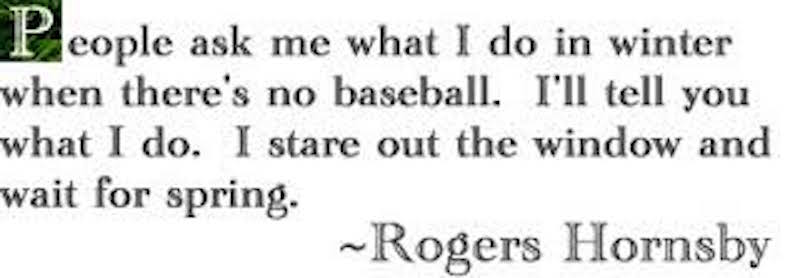 People ask me what I do in winter
when there's no baseball.  I'll tell you
what I do.  I stare out the window and
wait for spring.
~Rogers Hornsby